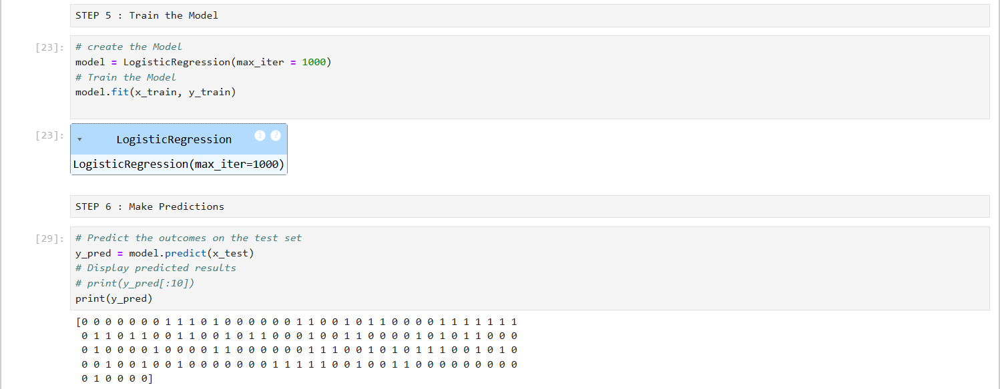 STEP 5 : Train the Model
[23]:
# create the Model
model = LogisticRegression(max_iter = 1000)
# Train the Model
model.fit(x_train, y_train)
[23]:
▾ LogisticRegression i ?
LogisticRegression(max_iter=1000)
STEP 6 : Make Predictions
[29]:
# Predict the outcomes on the test set
y_pred = model.predict(x_test)
# Display predicted results
# print(y_pred[:10])
print(y_pred)
[0 0 0 0 0 0 0 1 1 1 0 1 0 0 0 0 0 0 1 1 0 0 1 0 1 1 0 0 0 0 1 1 1 1 1 1 1
0 1 1 0 1 1 0 0 1 1 0 0 1 0 1 1 0 0 0 1 0 0 1 1 0 0 0 0 1 0 1 0 1 1 0 0 0
0 1 0 0 0 0 1 0 0 0 0 1 1 0 0 0 0 0 0 1 1 1 0 0 1 0 1 0 1 1 1 0 0 1 0 1 0
0 0 1 0 0 1 0 0 1 0 0 0 0 0 0 0 1 1 1 1 1 0 0 1 0 0 1 1 0 0 0 0 0 0 0 0 0
0 1 0 0 0 0]